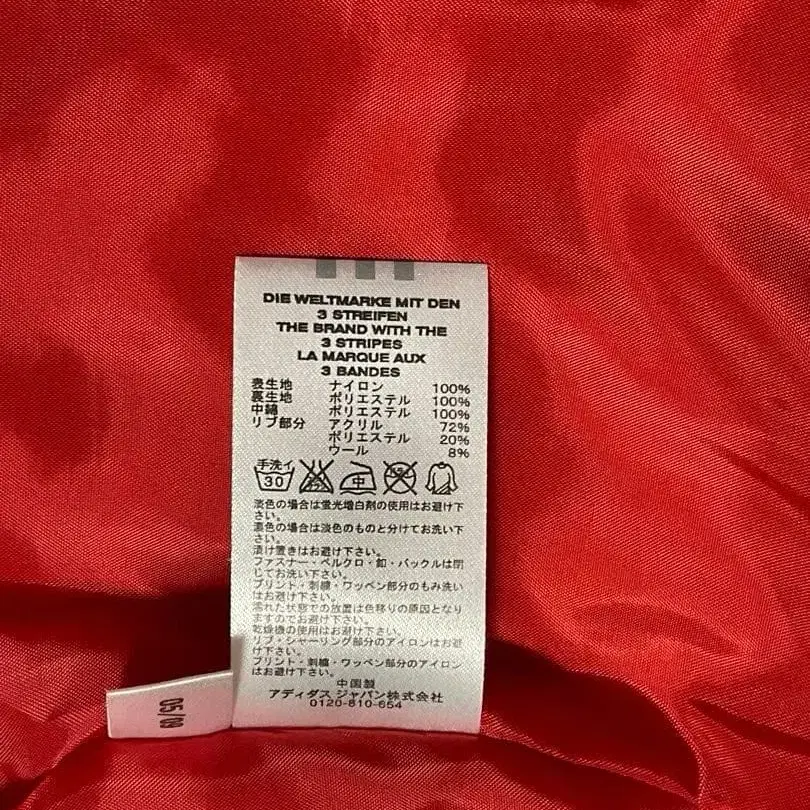 DIE WELTMARKE MIT DEN
3 STREIFEN
THE BRAND WITH THE
3 STRIPES
LA MARQUE AUX
3 BANDES
表生地 ナイロン 100%
裏生地 ポリエステル 100%
中綿 ポリエステル 100%
リブ部分 アクリル 72%
ポリエステル 20%
ウール 8%
手洗イ
30 中
淡色の場合は蛍光増白剤の使用はお避け下
さい。
濃色の場合は淡色のものと分けてお洗い下
さい。
漬け置きはお避け下さい。
ファスナー・ベルクロ・釦・バックルは閉
じてお洗い下さい。
プリント・刺繍・ワッペン部分のもみ洗い
はお避け下さい。
濡れた状態での放置は色移りの原因となり
ますのでお避け下さい。
乾燥機の使用はお避け下さい。
リブ・シャーリング部分のアイロンはお避
け下さい。
プリント・刺繍・ワッペン部分のアイロン
はお避け下さい。
中国製
アディダス ジャパン株式会社
0120-810-654
05/09